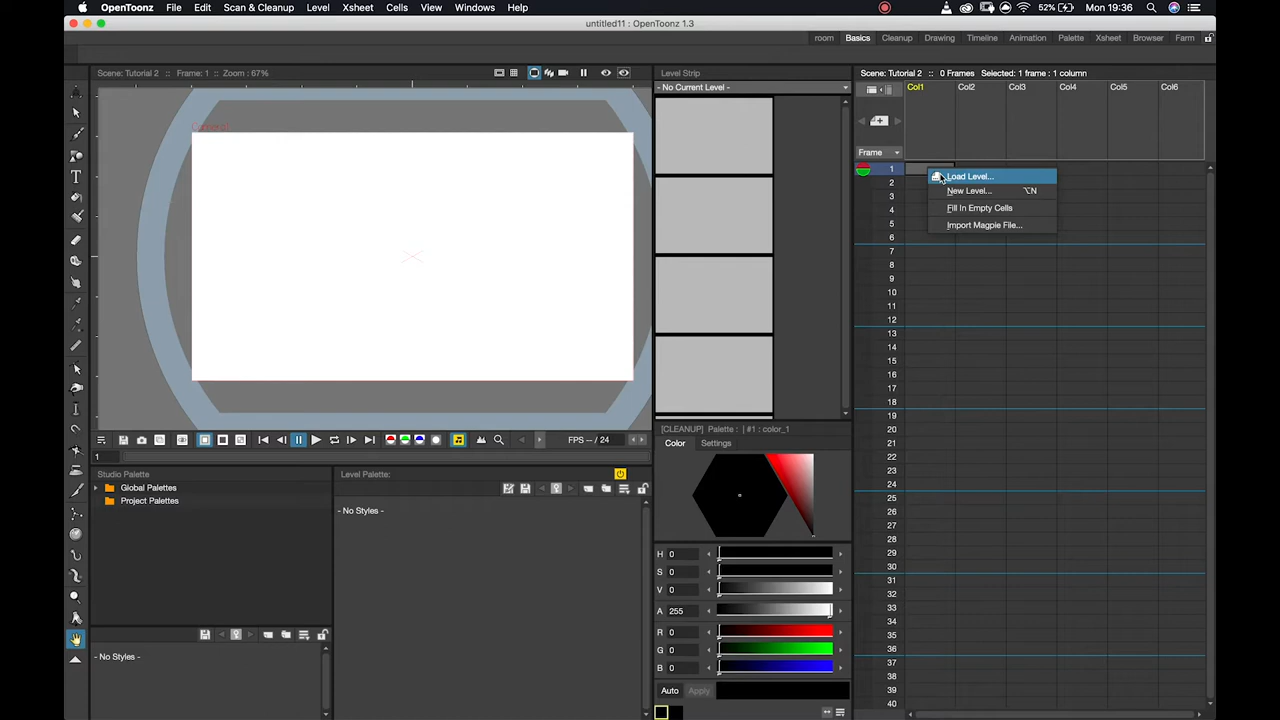 OpenToonz File Edit Scan & Cleanup Level Xsheet Cells View Windows Help 52% Mon 19:36
untitled11 : OpenToonz 1.3
room Basics Cleanup Drawing Timeline Animation Palette Xsheet Browser Farm
Scene: Tutorial 2 :: Frame: 1 :: Zoom : 67%
Level Strip
Scene: Tutorial 2 :: 0 Frames Selected: 1 frame : 1 column
- No Current Level -
Col1 Col2 Col3 Col4 Col5 Col6
Camera1
Frame
1
2
3
4
5
6
7
8
9
10
11
12
13
14
15
16
17
18
19
20
21
22
23
24
25
26
27
28
29
30
31
32
33
34
35
36
37
38
39
40
Load Level...
New Level... ⌥N
Fill In Empty Cells
Import Magpie File...
FPS -- / 24
1
[CLEANUP] Palette : | #1 : color_1
Color Settings
Studio Palette
Global Palettes
Project Palettes
- No Styles -
Level Palette:
- No Styles -
H 0
S 0
V 0
A 255
R 0
G 0
B 0
Auto Apply